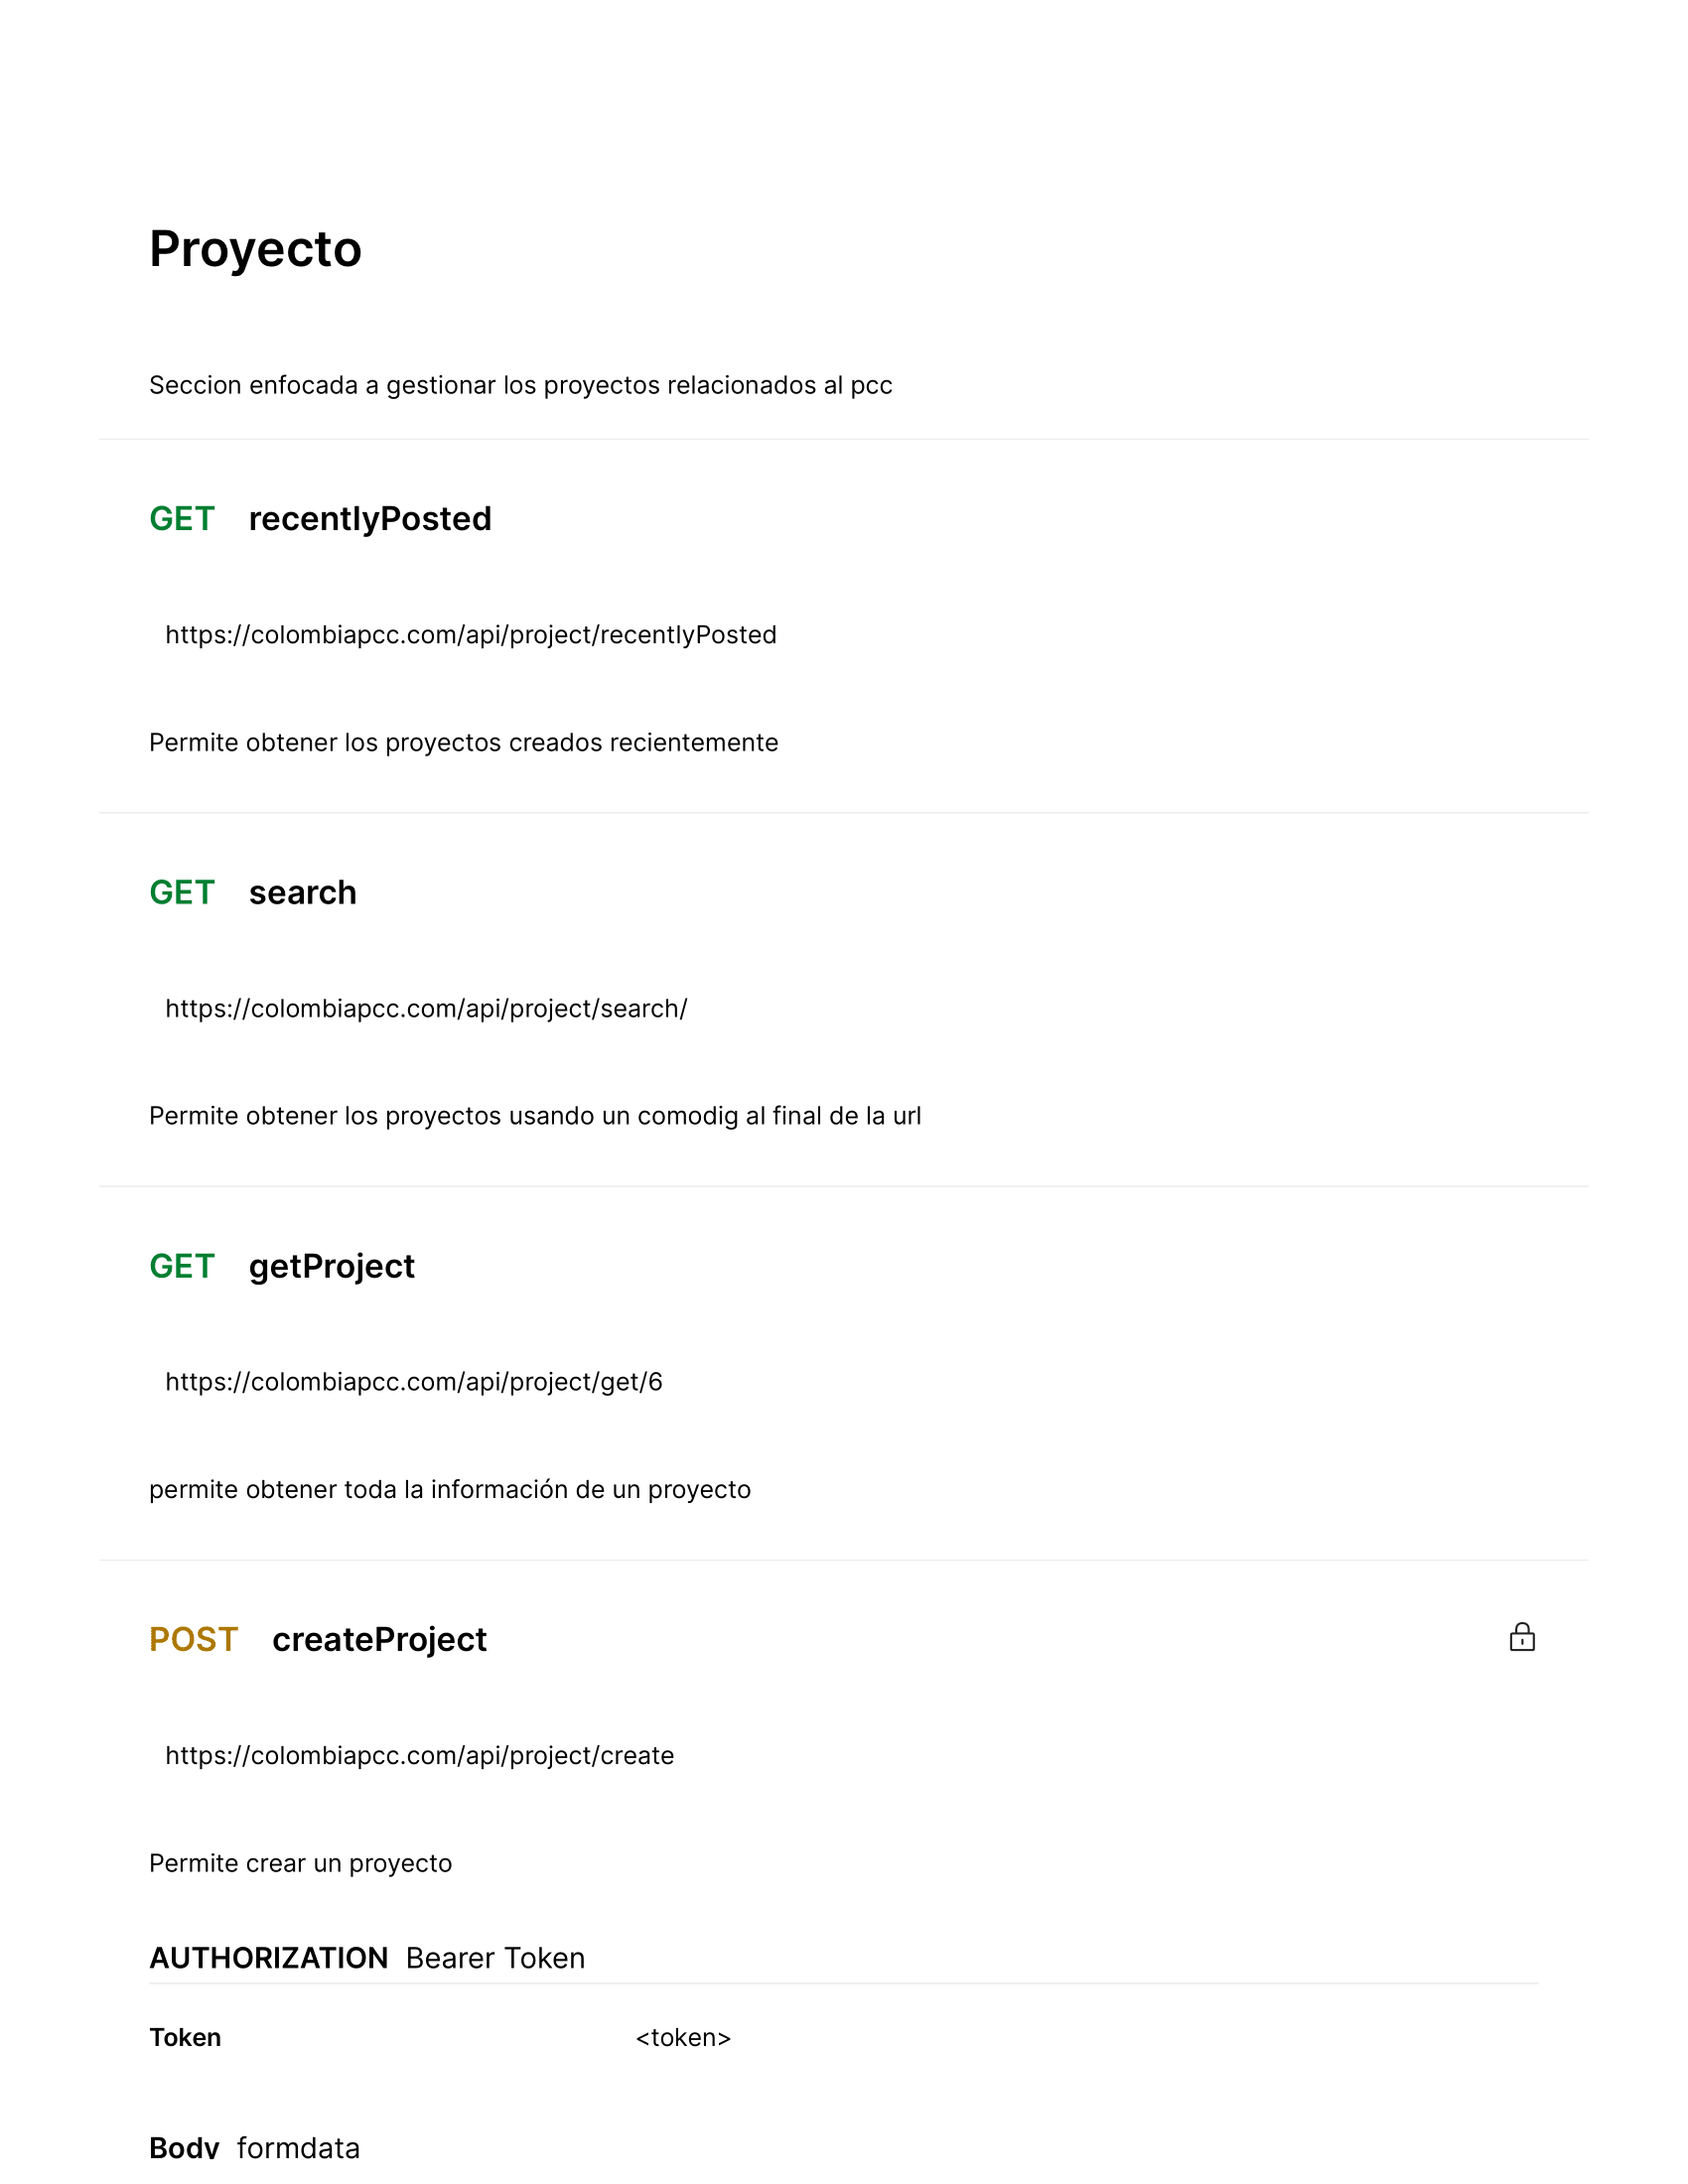 Proyecto
Seccion enfocada a gestionar los proyectos relacionados al pcc
GET recentlyPosted
https://colombiapcc.com/api/project/recentlyPosted
Permite obtener los proyectos creados recientemente
GET search
https://colombiapcc.com/api/project/search/
Permite obtener los proyectos usando un comodig al final de la url
GET getProject
https://colombiapcc.com/api/project/get/6
permite obtener toda la información de un proyecto
POST createProject
https://colombiapcc.com/api/project/create
Permite crear un proyecto
AUTHORIZATION Bearer Token
Token <token>
Body formdata